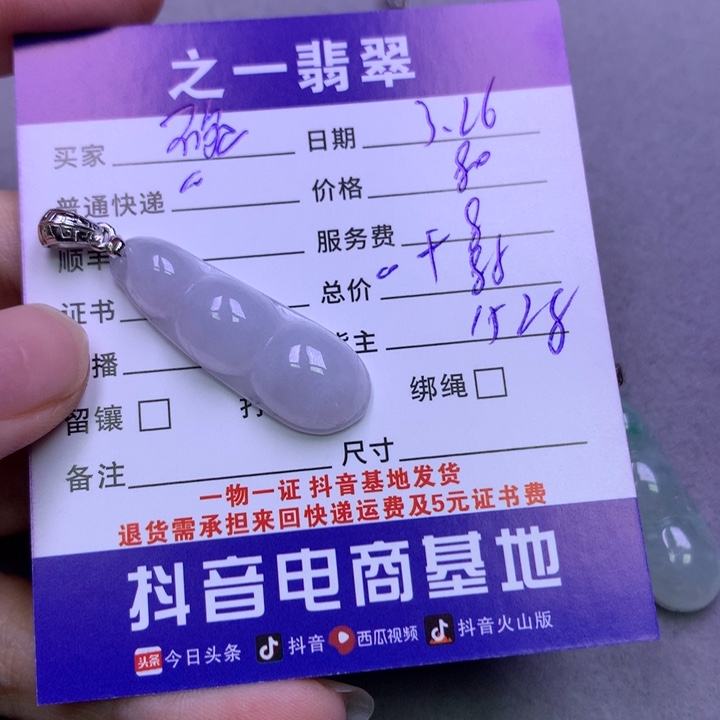 之一翡翠
买家 日期 3.26
普通快递 价格 80
服务费 8
顺丰 总价 + 88
证书
播 货主 1528
留镶 打 绑绳
备注 尺寸
一物一证 抖音基地发货
退货需承担来回快递运费及5元证书费
抖音电商基地
头条 今日头条 抖音 西瓜视频 抖音火山版